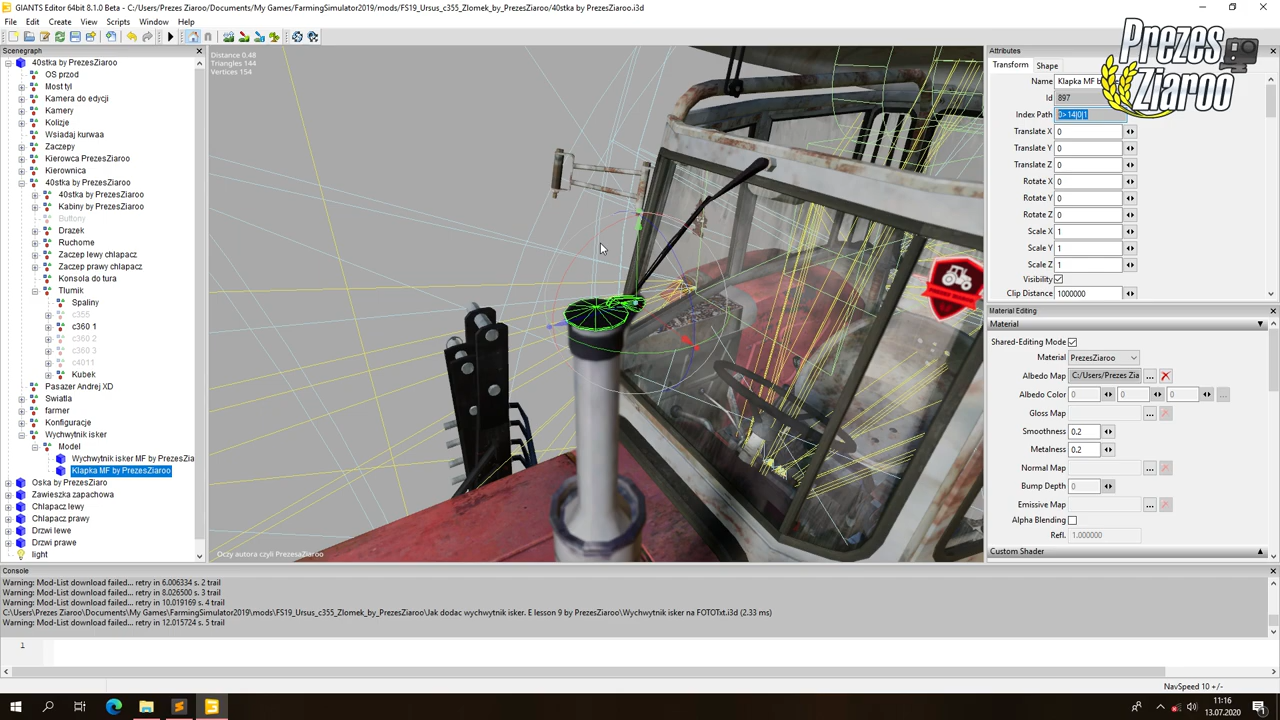 GIANTS Editor 64bit 8.1.0 Beta - C:/Users/Prezes Ziaroo/Documents/My Games/FarmingSimulator2019/mods/FS19_Ursus_c355_Zlomek_by_PrezesZiaroo/40stka by PrezesZiaroo.i3d
File Edit Create View Scripts Window Help
Scenegraph
40stka by PrezesZiaroo
OS przod
Most tyl
Kamera do edycji
Kamery
Kolizje
Wsiadaj kurwaa
Zaczepy
Kierowca PrezesZiaroo
Kierownica
40stka by PrezesZiaroo
40stka by PrezesZiaroo
Kabiny by PrezesZiaroo
Buttony
Drazek
Ruchome
Zaczep lewy chlapacz
Zaczep prawy chlapacz
Konsola do tura
Tlumik
Spaliny
c355
c360 1
c360 2
c360 3
c4011
Kubek
Pasazer Andrej XD
Swiatla
farmer
Konfiguracje
Wychwytnik isker
Model
Wychwytnik isker MF by PrezesZia
Klapka MF by PrezesZiaroo
Oska by PrezesZiaro
Zawieszka zapachowa
Chlapacz lewy
Chlapacz prawy
Drzwi lewe
Drzwi prawe
light
Distance 0.48
Triangles 144
Vertices 154
Oczy autora czyli PrezesaZiaroo
Prezes
Ziaroo
Attributes
Transform Shape
Name Klapka MF b
Id 897
Index Path 0>14|0|1
Translate X 0
Translate Y 0
Translate Z 0
Rotate X 0
Rotate Y 0
Rotate Z 0
Scale X 1
Scale Y 1
Scale Z 1
Visibility
Clip Distance 1000000
Material Editing
Material
Shared-Editing Mode
Material PrezesZiaroo
Albedo Map C:/Users/Prezes Zia ...
Albedo Color 0 0 0 ...
Gloss Map ...
Smoothness 0.2
Metalness 0.2
Normal Map ...
Bump Depth 0
Emissive Map ...
Alpha Blending
Refl. 1.000000
Custom Shader
Console
Warning: Mod-List download failed... retry in 6.006334 s. 2 trail
Warning: Mod-List download failed... retry in 8.026500 s. 3 trail
Warning: Mod-List download failed... retry in 10.019169 s. 4 trail
C:\Users\Prezes Ziaroo\Documents\My Games\FarmingSimulator2019\mods\FS19_Ursus_c355_Zlomek_by_PrezesZiaroo\Jak dodac wychwytnik isker. E lesson 9 by PrezesZiaroo\Wychwytnik isker na FOTOTxt.i3d (2.33 ms)
Warning: Mod-List download failed... retry in 12.015724 s. 5 trail
1
NavSpeed 10 +/-
11:16
13.07.2020